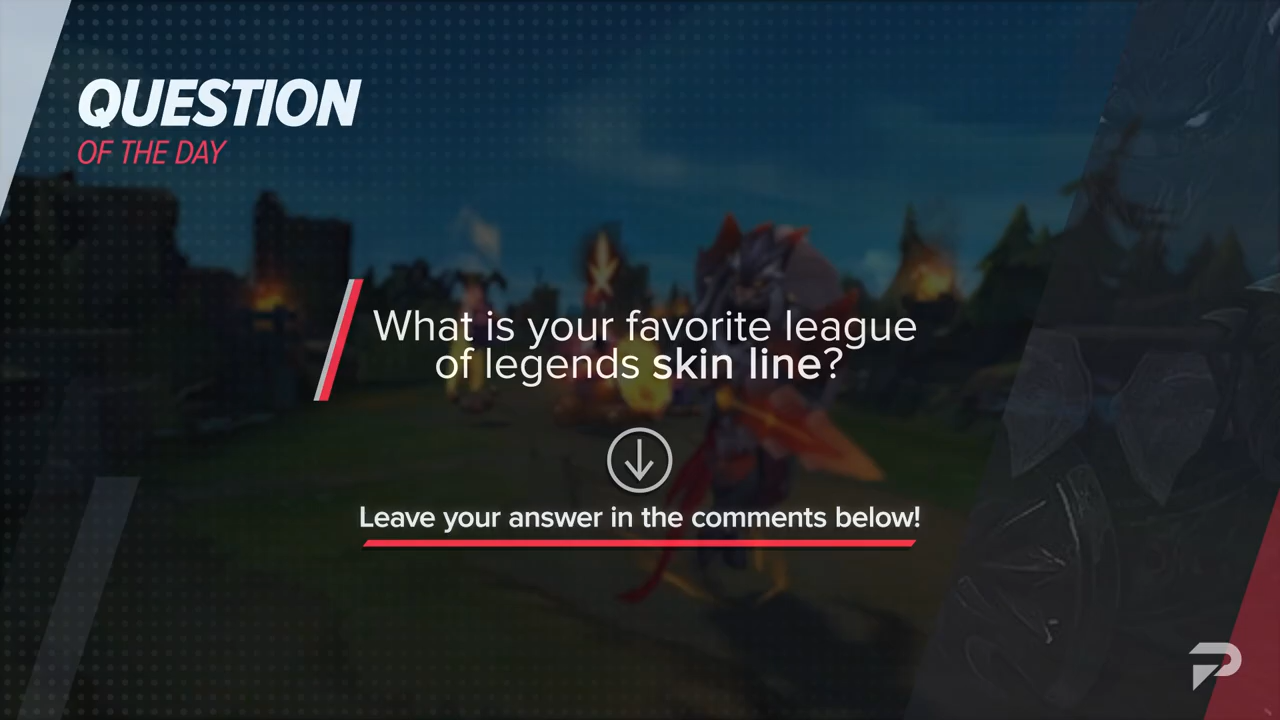 QUESTION
OF THE DAY
What is your favorite league
of legends skin line?
Leave your answer in the comments below!